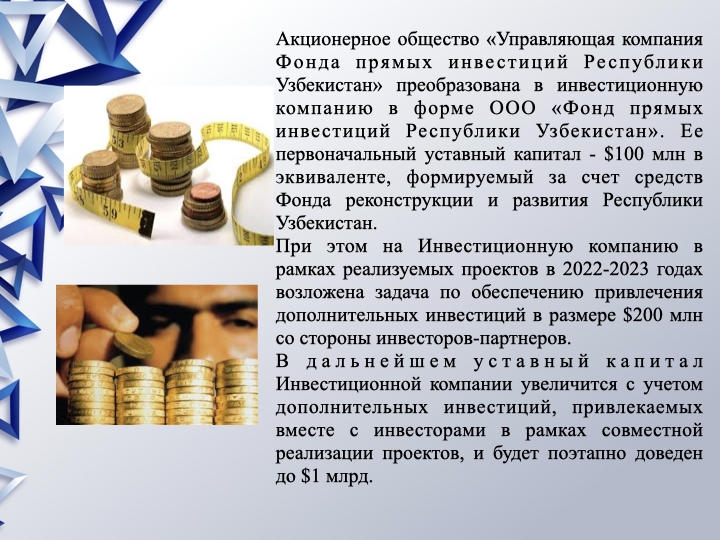 Акционерное общество «Управляющая компания
Фонда прямых инвестиций Республики
Узбекистан» преобразована в инвестиционную
компанию в форме ООО «Фонд прямых
инвестиций Республики Узбекистан». Ее
первоначальный уставный капитал - $100 млн в
эквиваленте, формируемый за счет средств
Фонда реконструкции и развития Республики
Узбекистан.
При этом на Инвестиционную компанию в
рамках реализуемых проектов в 2022-2023 годах
возложена задача по обеспечению привлечения
дополнительных инвестиций в размере $200 млн
со стороны инвесторов-партнеров.
В дальнейшем уставный капитал
Инвестиционной компании увеличится с учетом
дополнительных инвестиций, привлекаемых
вместе с инвесторами в рамках совместной
реализации проектов, и будет поэтапно доведен
до $1 млрд.